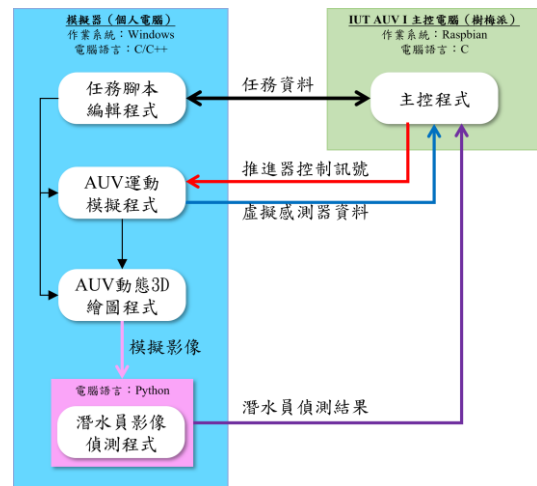 模擬器（個人電腦）
作業系統：Windows
電腦語言：C/C++
IUT AUV I 主控電腦（樹梅派）
作業系統：Raspbian
電腦語言：C
任務腳本
編輯程式
任務資料
主控程式
推進器控制訊號
AUV運動
模擬程式
虛擬感測器資料
AUV動態3D
繪圖程式
模擬影像
電腦語言：Python
潛水員影像
偵測程式
潛水員偵測結果